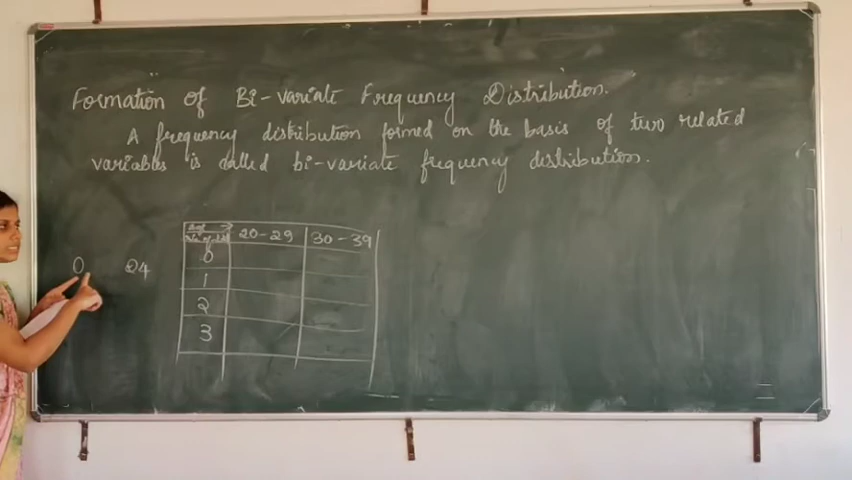 Formation of Bi-variate Frequency Distribution.
A frequency distribution formed on the basis of two related
variables is called bi-variate frequency distribution.
20-29 30-39
0
0 24
1
2
3